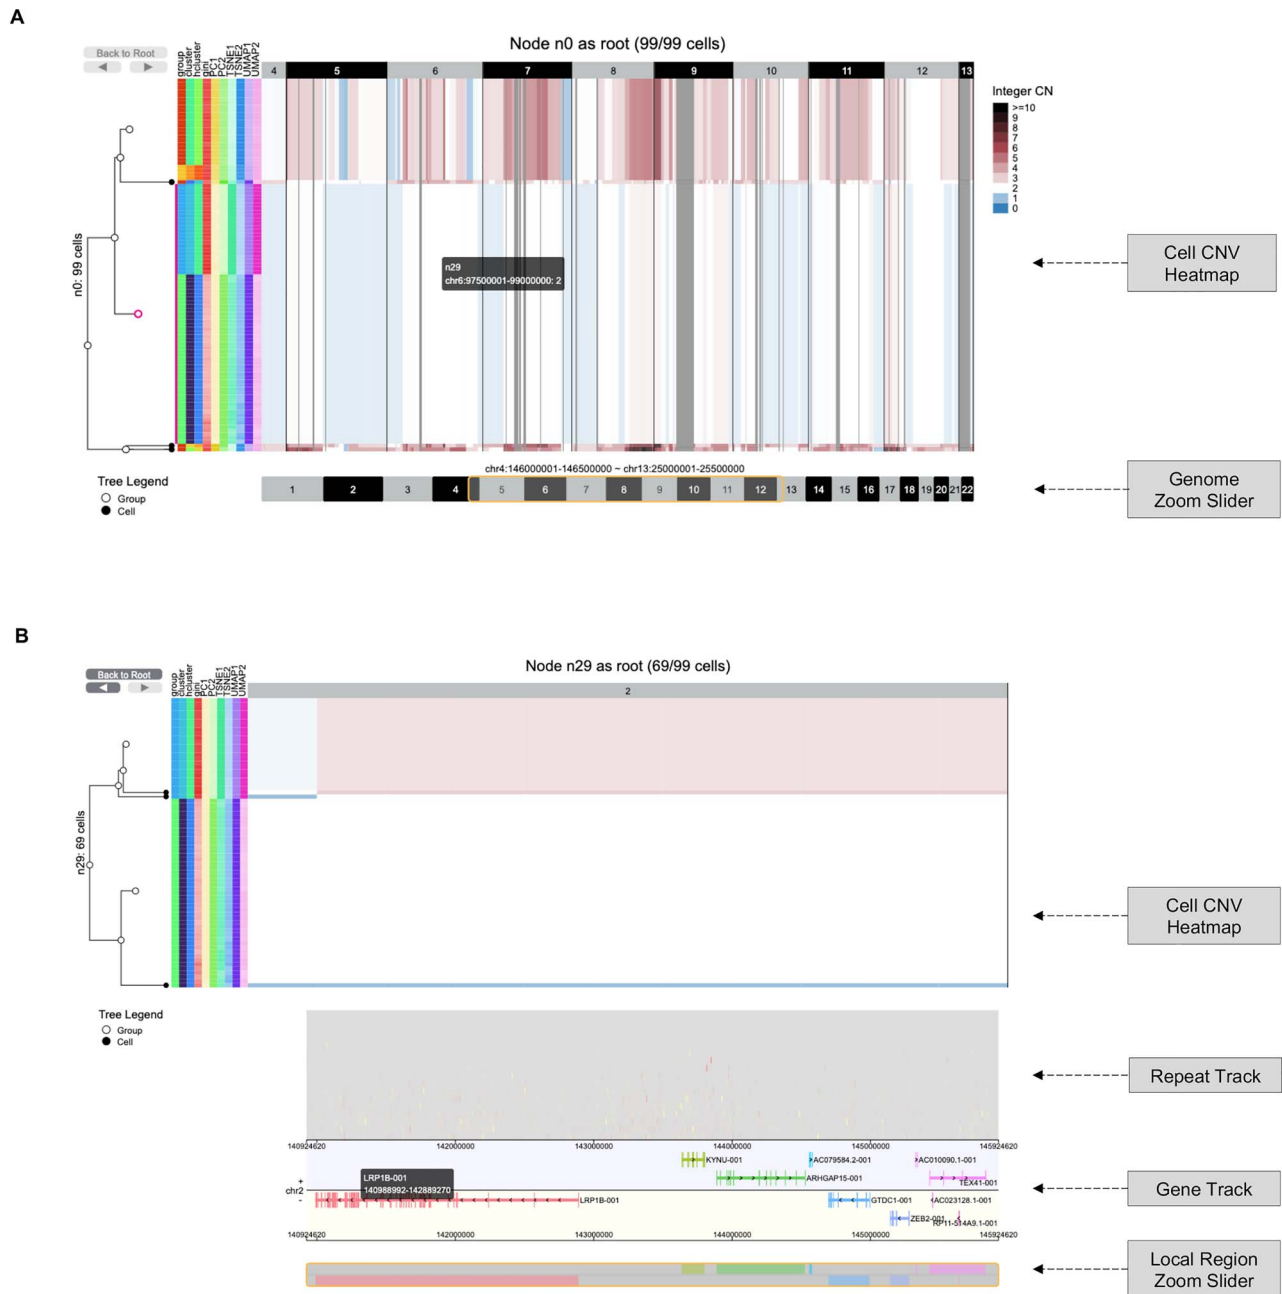 A
Node n0 as root (99/99 cells)
Back to Root
group
cluster
hcluster
gini
PC1
PC2
TSNE1
TSNE2
UMAP1
UMAP2
4 5 6 7 8 9 10 11 12 13
Integer CN
>=10
9
8
7
6
5
4
3
2
1
0
n0: 99 cells
n29
chr6:97500001-99000000: 2
Cell CNV
Heatmap
chr4:146000001-146500000 ~ chr13:25000001-25500000
Tree Legend
Group
Cell
1 2 3 4 5 6 7 8 9 10 11 12 13 14 15 16 17 18 19 20 21 22
Genome
Zoom Slider
B
Node n29 as root (69/99 cells)
Back to Root
group
cluster
hcluster
gini
PC1
PC2
TSNE1
TSNE2
UMAP1
UMAP2
2
n29: 69 cells
Cell CNV
Heatmap
Tree Legend
Group
Cell
Repeat Track
140924620 142000000 143000000 144000000 145000000 145924620
KYNU-001 AC079584.2-001 AC010090.1-001
LRP1B-001
140988992-142889270
ARHGAP15-001 TEX41-001
+
chr2
-
LRP1B-001 GTDC1-001 AC023128.1-001
ZEB2-001 RP11-514A9.1-001
140924620 142000000 143000000 144000000 145000000 145924620
Gene Track
Local Region
Zoom Slider